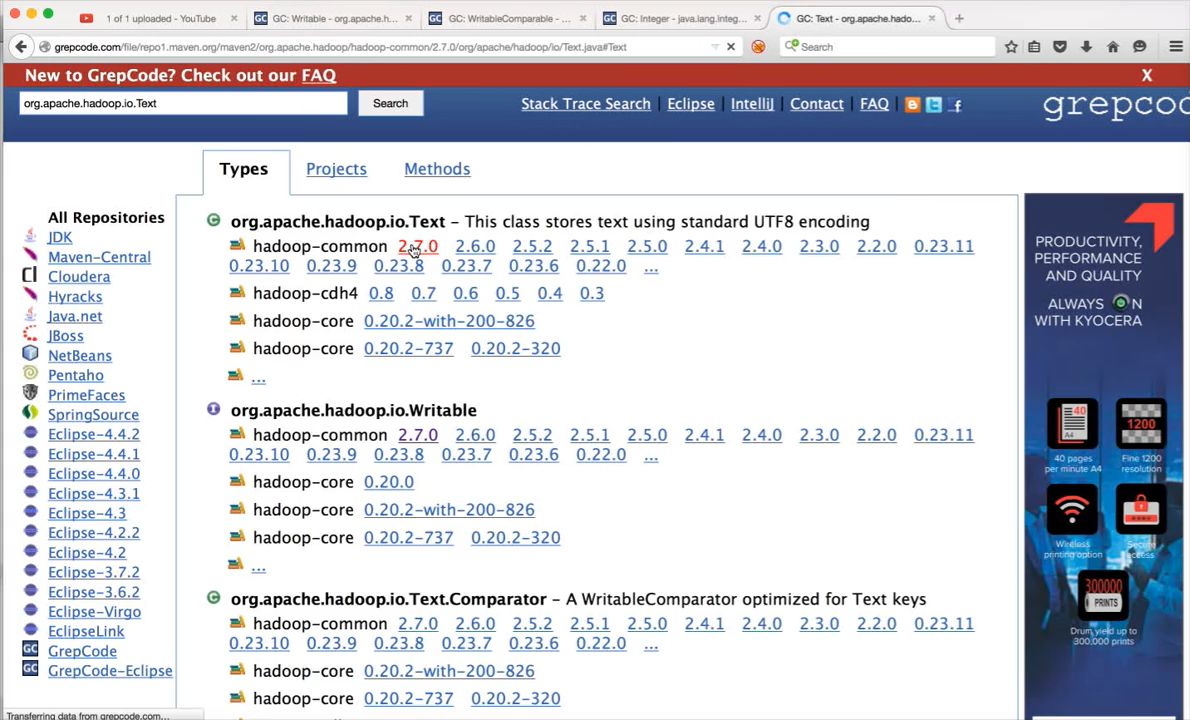 1 of 1 uploaded - YouTube × GC: Writable - org.apache.h... × GC: WritableComparable - ... × GC: Integer - java.lang.integ... × GC: Text - org.apache.hado... × +
grepcode.com/file/repo1.maven.org/maven2/org.apache.hadoop/hadoop-common/2.7.0/org/apache/hadoop/io/Text.java#Text Search
New to GrepCode? Check out our FAQ X
org.apache.hadoop.io.Text Search Stack Trace Search | Eclipse | IntelliJ | Contact | FAQ | grepcoc
Types Projects Methods
All Repositories
JDK
Maven-Central
Cloudera
Hyracks
Java.net
JBoss
NetBeans
Pentaho
PrimeFaces
SpringSource
Eclipse-4.4.2
Eclipse-4.4.1
Eclipse-4.4.0
Eclipse-4.3.1
Eclipse-4.3
Eclipse-4.2.2
Eclipse-4.2
Eclipse-3.7.2
Eclipse-3.6.2
Eclipse-Virgo
EclipseLink
GrepCode
GrepCode-Eclipse
org.apache.hadoop.io.Text - This class stores text using standard UTF8 encoding
hadoop-common 2.7.0 2.6.0 2.5.2 2.5.1 2.5.0 2.4.1 2.4.0 2.3.0 2.2.0 0.23.11
0.23.10 0.23.9 0.23.8 0.23.7 0.23.6 0.22.0 ...
hadoop-cdh4 0.8 0.7 0.6 0.5 0.4 0.3
hadoop-core 0.20.2-with-200-826
hadoop-core 0.20.2-737 0.20.2-320
...
org.apache.hadoop.io.Writable
hadoop-common 2.7.0 2.6.0 2.5.2 2.5.1 2.5.0 2.4.1 2.4.0 2.3.0 2.2.0 0.23.11
0.23.10 0.23.9 0.23.8 0.23.7 0.23.6 0.22.0 ...
hadoop-core 0.20.0
hadoop-core 0.20.2-with-200-826
hadoop-core 0.20.2-737 0.20.2-320
...
org.apache.hadoop.io.Text.Comparator - A WritableComparator optimized for Text keys
hadoop-common 2.7.0 2.6.0 2.5.2 2.5.1 2.5.0 2.4.1 2.4.0 2.3.0 2.2.0 0.23.11
0.23.10 0.23.9 0.23.8 0.23.7 0.23.6 0.22.0 ...
hadoop-core 0.20.2-with-200-826
hadoop-core 0.20.2-737 0.20.2-320
PRODUCTIVITY,
PERFORMANCE
AND QUALITY
ALWAYS ON
WITH KYOCERA
40
A4
40 pages
per minute A4
1200
Fine 1200
resolution
Wireless
printing option
Secure
access
300000
PRINTS
Drum yield up to
300,000 prints
Transferring data from grepcode.com...